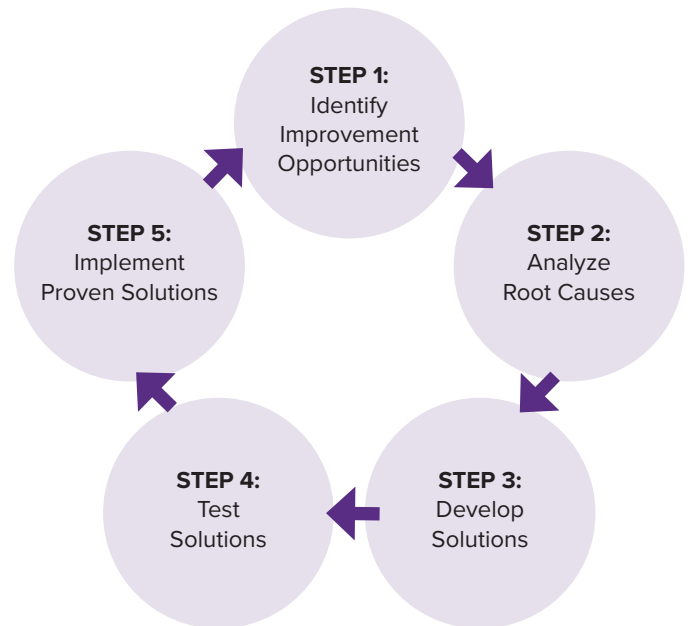 STEP 1:
Identify
Improvement
Opportunities
STEP 2:
Analyze
Root Causes
STEP 3:
Develop
Solutions
STEP 4:
Test
Solutions
STEP 5:
Implement
Proven Solutions